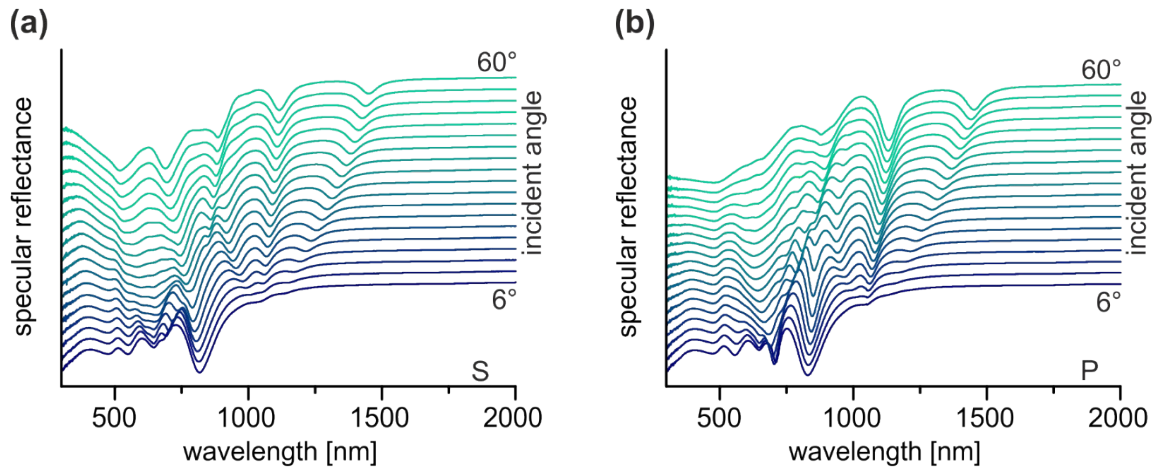 (a)
specular reflectance
60°
6°
incident angle
S
500
1000
1500
2000
wavelength [nm]
(b)
specular reflectance
60°
6°
incident angle
P
500
1000
1500
2000
wavelength [nm]